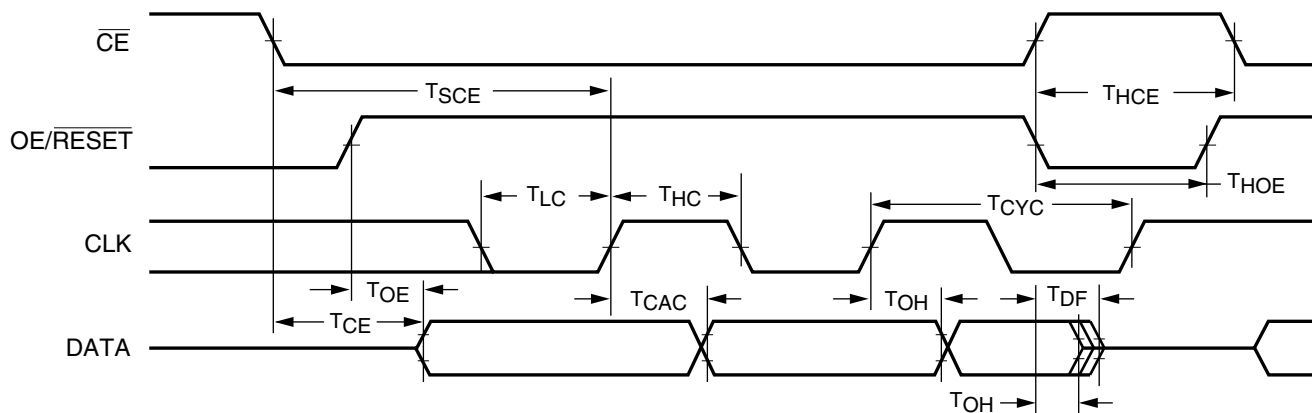 CE
TSCE
THCE
OE/RESET
THOE
TLC
THC
TCYC
CLK
TOE
TCAC
TOH
TDF
TCE
DATA
TOH